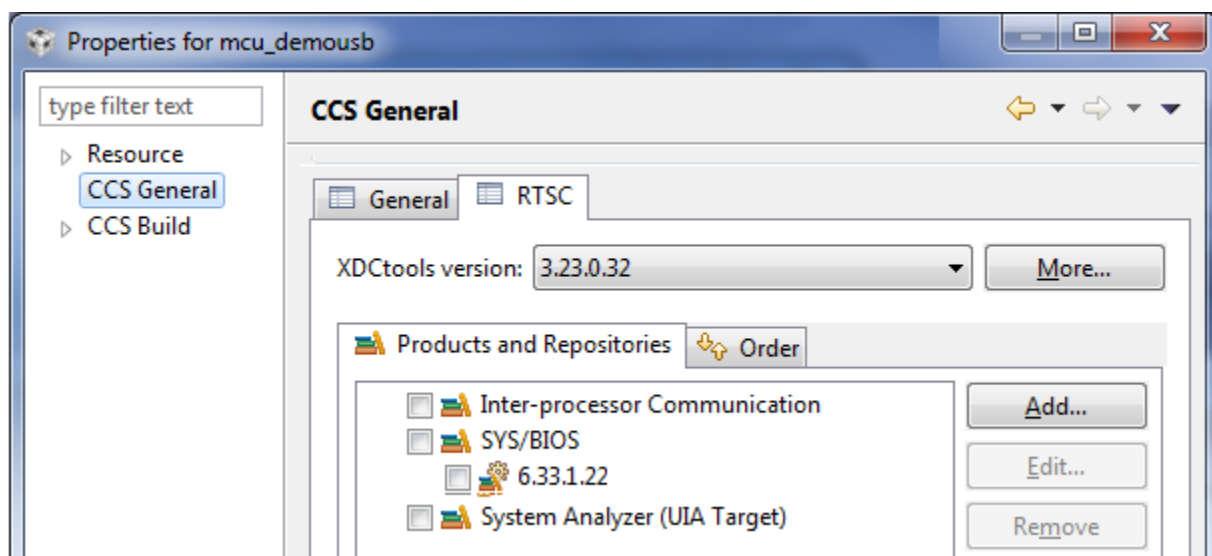 Properties for mcu_demousb
type filter text
Resource
CCS General
CCS Build
CCS General
General
RTSC
XDCtools version:
3.23.0.32
More...
Products and Repositories
Order
Inter-processor Communication
SYS/BIOS
6.33.1.22
System Analyzer (UIA Target)
Add...
Edit...
Remove